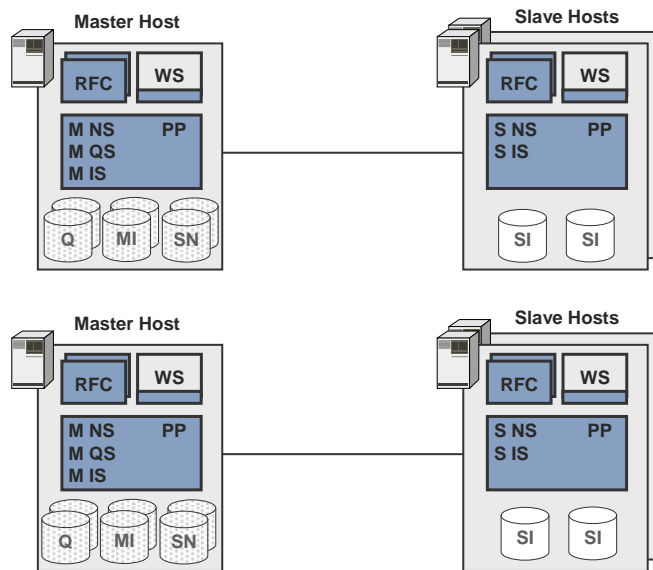 Master Host
Slave Hosts
RFC WS
RFC WS
M NS PP
M QS
M IS
S NS PP
S IS
Q MI SN
SI SI
Master Host
Slave Hosts
RFC WS
RFC WS
M NS PP
M QS
M IS
S NS PP
S IS
Q MI SN
SI SI